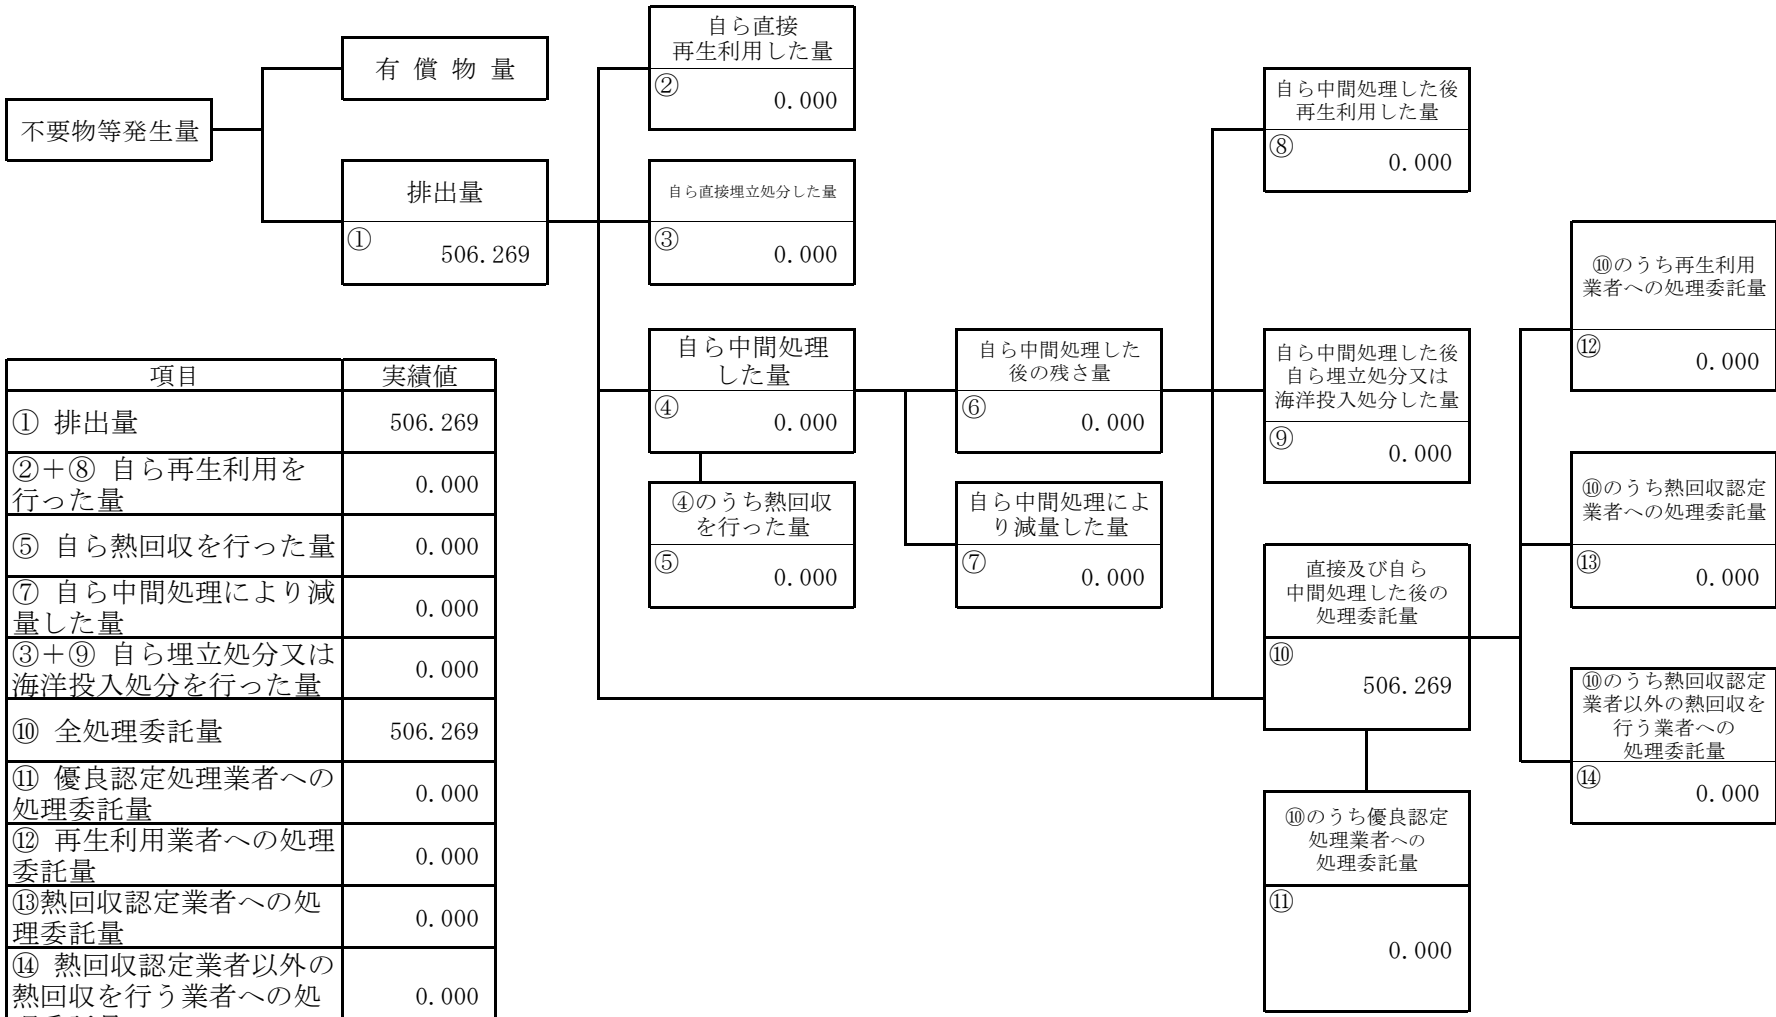 不要物等発生量
有 償 物 量
排出量
①
506.269
自ら直接
再生利用した量
②
0.000
自ら直接埋立処分した量
③
0.000
自ら中間処理
した量
④
0.000
④のうち熱回収
を行った量
⑤
0.000
自ら中間処理した
後の残さ量
⑥
0.000
自ら中間処理によ
り減量した量
⑦
0.000
自ら中間処理した後
再生利用した量
⑧
0.000
自ら中間処理した後
自ら埋立処分又は
海洋投入処分した量
⑨
0.000
直接及び自ら
中間処理した後の
処理委託量
⑩
506.269
⑩のうち優良認定
処理業者への
処理委託量
⑪
0.000
⑩のうち再生利用
業者への処理委託量
⑫
0.000
⑩のうち熱回収認定
業者への処理委託量
⑬
0.000
⑩のうち熱回収認定
業者以外の熱回収を
行う業者への
処理委託量
⑭
0.000
項目 実績値
① 排出量 506.269
②＋⑧ 自ら再生利用を
行った量 0.000
⑤ 自ら熱回収を行った量 0.000
⑦ 自ら中間処理により減
量した量 0.000
③＋⑨ 自ら埋立処分又は
海洋投入処分を行った量 0.000
⑩ 全処理委託量 506.269
⑪ 優良認定処理業者への
処理委託量 0.000
⑫ 再生利用業者への処理
委託量 0.000
⑬熱回収認定業者への処
理委託量 0.000
⑭ 熱回収認定業者以外の
熱回収を行う業者への処 0.000